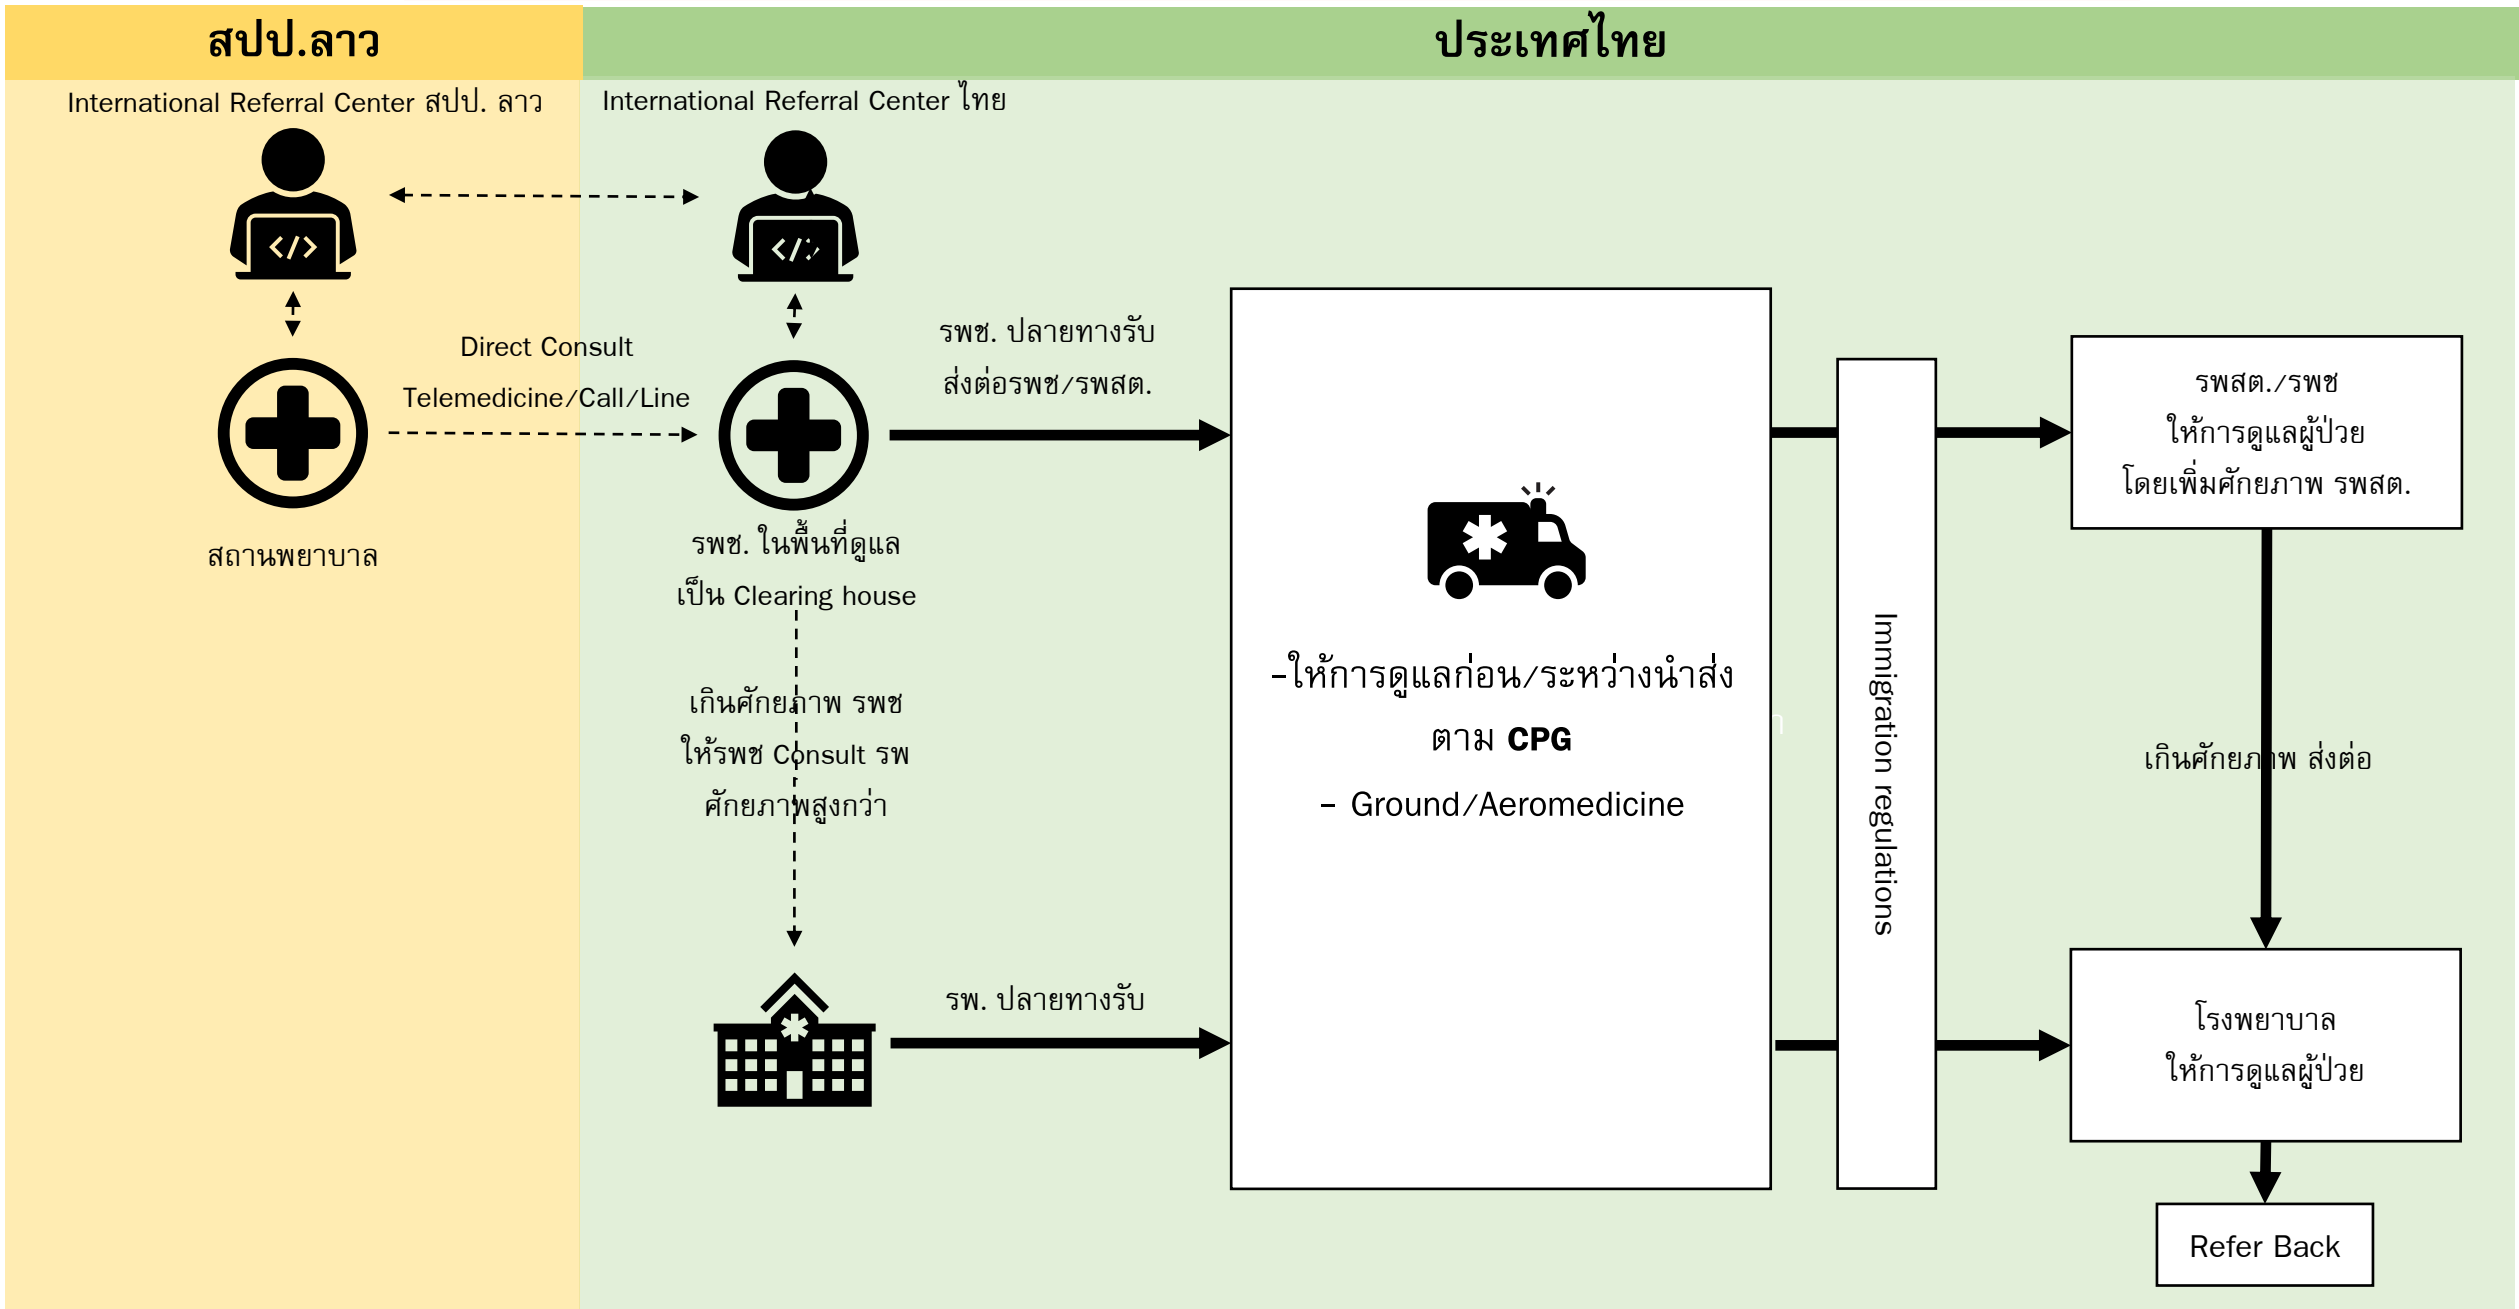 สปป.ลาว
ประเทศไทย
International Referral Center สปป. ลาว
International Referral Center ไทย
Direct Consult
Telemedicine/Call/Line
สถานพยาบาล
รพช. ในพื้นที่ดูแล
เป็น Clearing house
เกินศักยภาพ รพช
ให้รพช Consult รพ
ศักยภาพสูงกว่า
รพช. ปลายทางรับ
ส่งต่อรพช/รพสต.
รพ. ปลายทางรับ
-ให้การดูแลก่อน/ระหว่างนำส่ง
ตาม CPG
- Ground/Aeromedicine
Immigration regulations
รพสต./รพช
ให้การดูแลผู้ป่วย
โดยเพิ่มศักยภาพ รพสต.
เกินศักยภาพ ส่งต่อ
โรงพยาบาล
ให้การดูแลผู้ป่วย
Refer Back